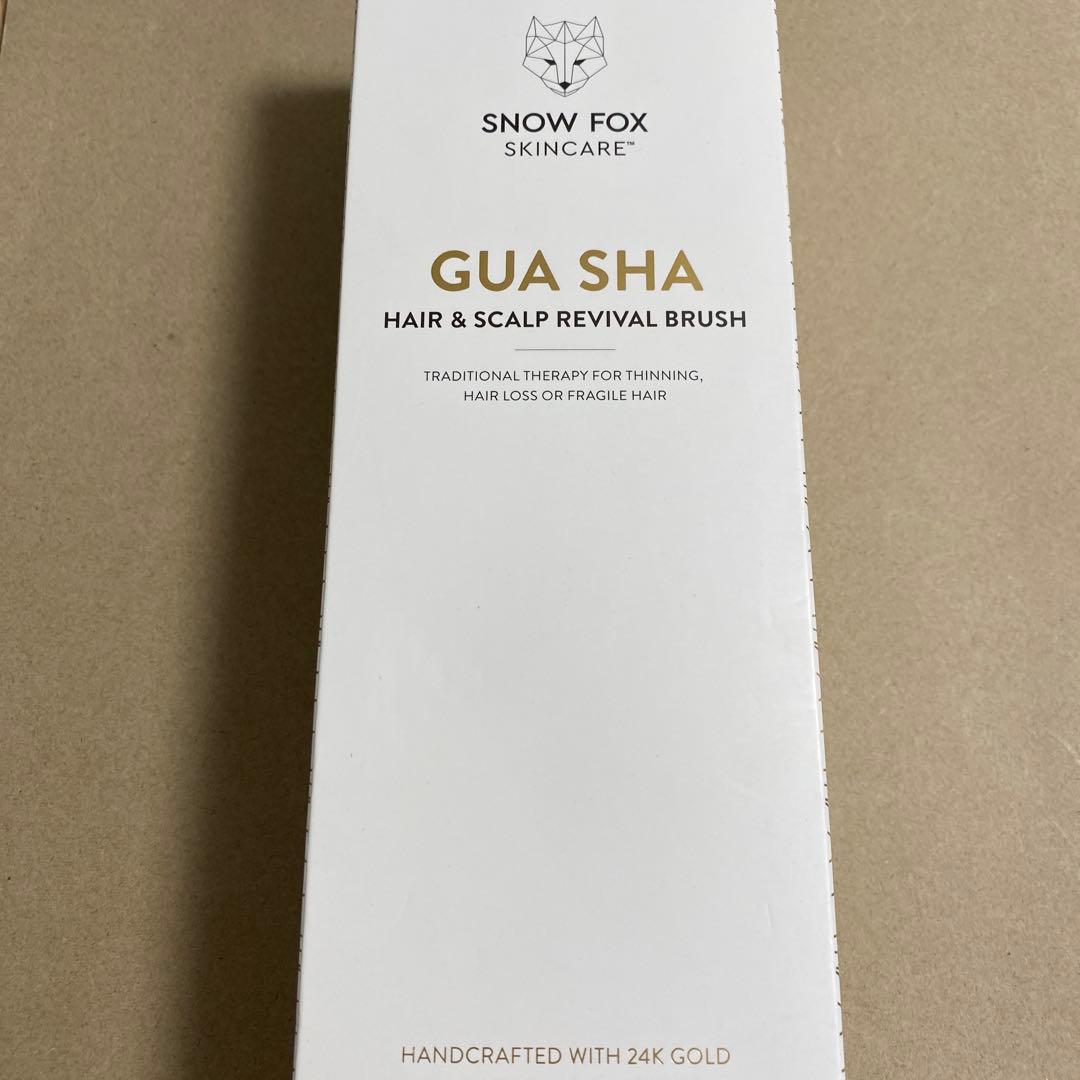 SNOW FOX
SKINCARE™
GUA SHA
HAIR & SCALP REVIVAL BRUSH
TRADITIONAL THERAPY FOR THINNING,
HAIR LOSS OR FRAGILE HAIR
HANDCRAFTED WITH 24K GOLD